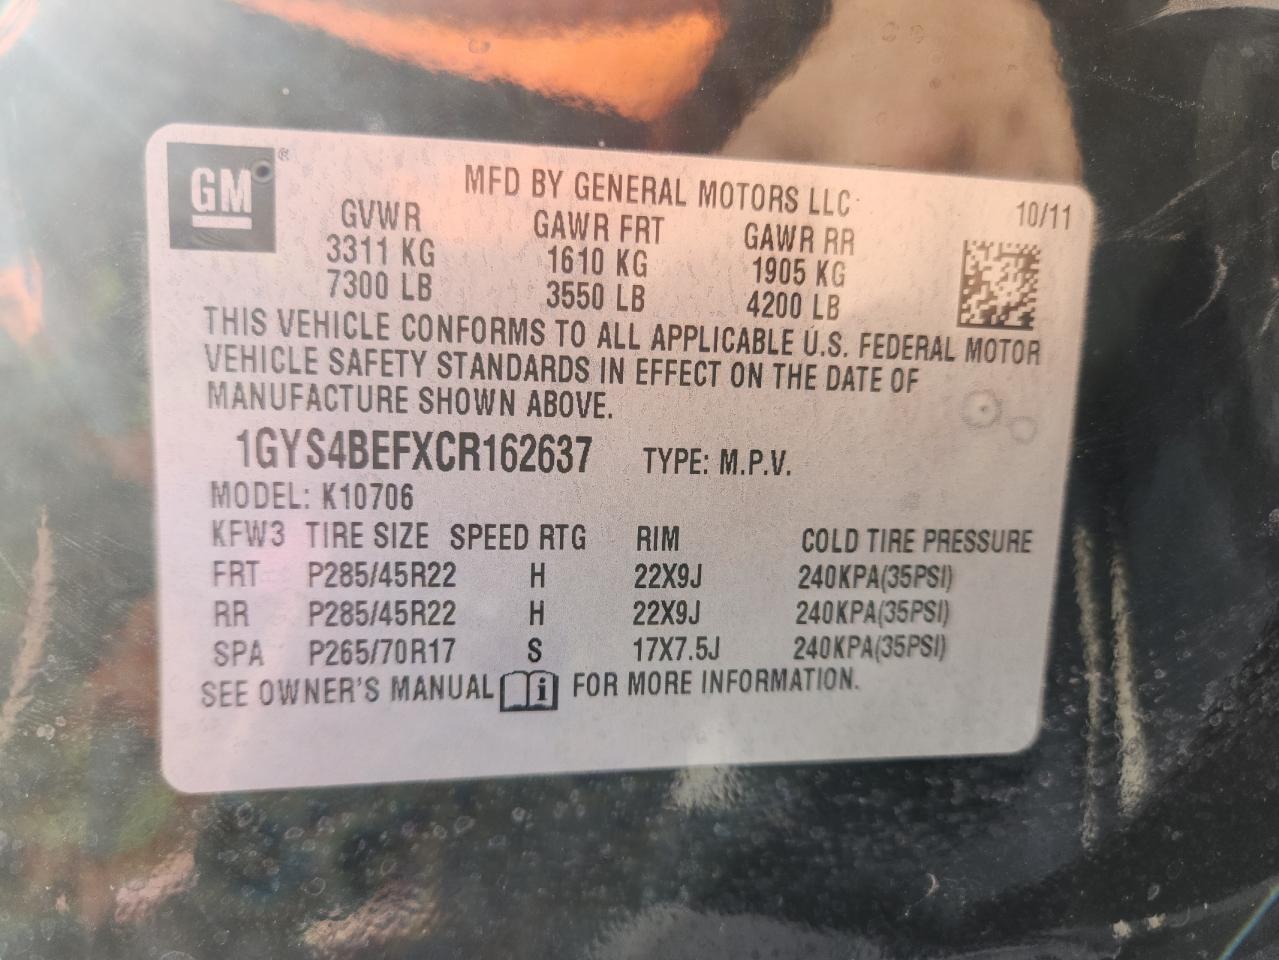 GM®
MFD BY GENERAL MOTORS LLC
10/11
GVWR GAWR FRT GAWR RR
3311 KG 1610 KG 1905 KG
7300 LB 3550 LB 4200 LB
THIS VEHICLE CONFORMS TO ALL APPLICABLE U.S. FEDERAL MOTOR
VEHICLE SAFETY STANDARDS IN EFFECT ON THE DATE OF
MANUFACTURE SHOWN ABOVE.
1GYS4BEFXCR162637 TYPE: M.P.V.
MODEL: K10706
KFW3 TIRE SIZE SPEED RTG RIM COLD TIRE PRESSURE
FRT P285/45R22 H 22X9J 240KPA(35PSI)
RR P285/45R22 H 22X9J 240KPA(35PSI)
SPA P265/70R17 S 17X7.5J 240KPA(35PSI)
SEE OWNER'S MANUAL i FOR MORE INFORMATION.